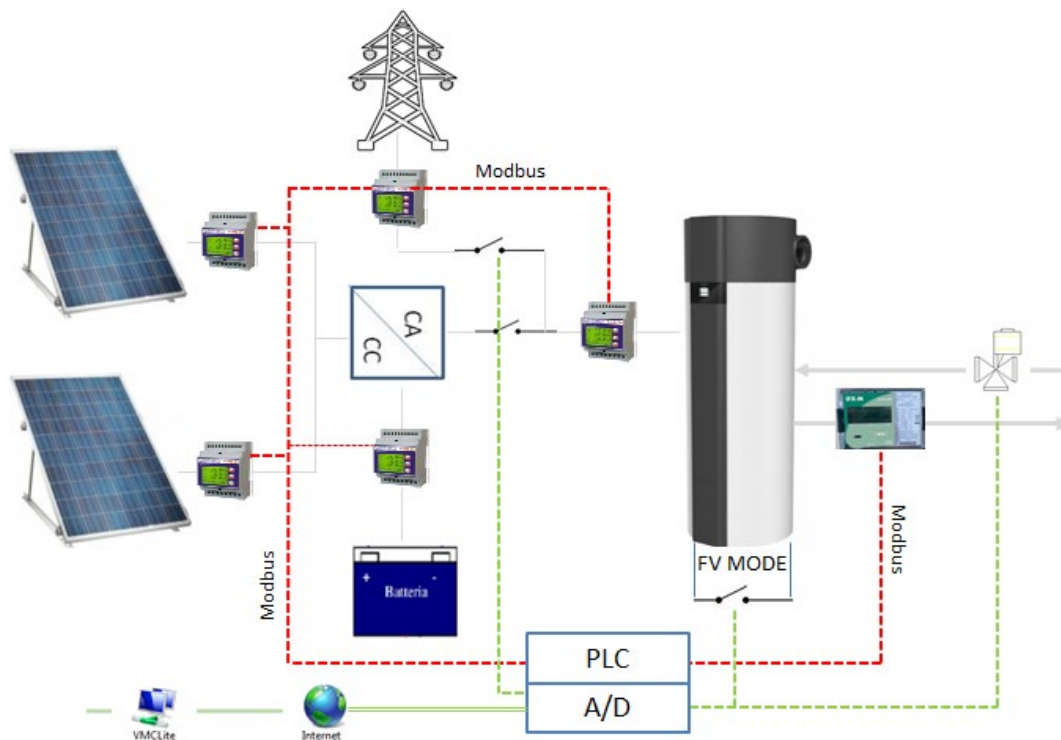 Modbus
CA
CC
Batteria
Modbus
FV MODE
Modbus
PLC
A/D
VMCLite
Internet